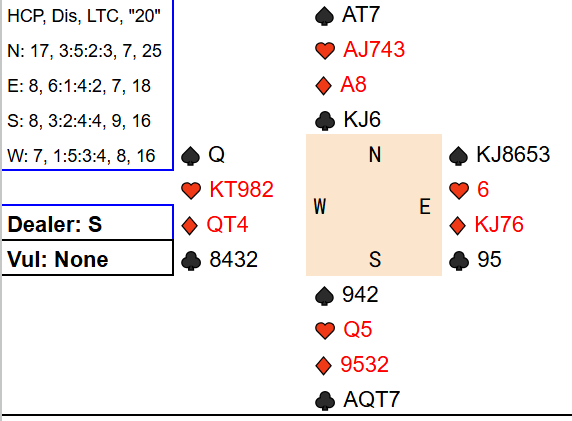 HCP, Dis, LTC, "20"
N: 17, 3:5:2:3, 7, 25
E: 8, 6:1:4:2, 7, 18
S: 8, 3:2:4:4, 9, 16
W: 7, 1:5:3:4, 8, 16
Dealer: S
Vul: None
♠ AT7
♥ AJ743
♦ A8
♣ KJ6
♠ Q
♥ KT982
♦ QT4
♣ 8432
N
W E
S
♠ KJ8653
♥ 6
♦ KJ76
♣ 95
♠ 942
♥ Q5
♦ 9532
♣ AQT7